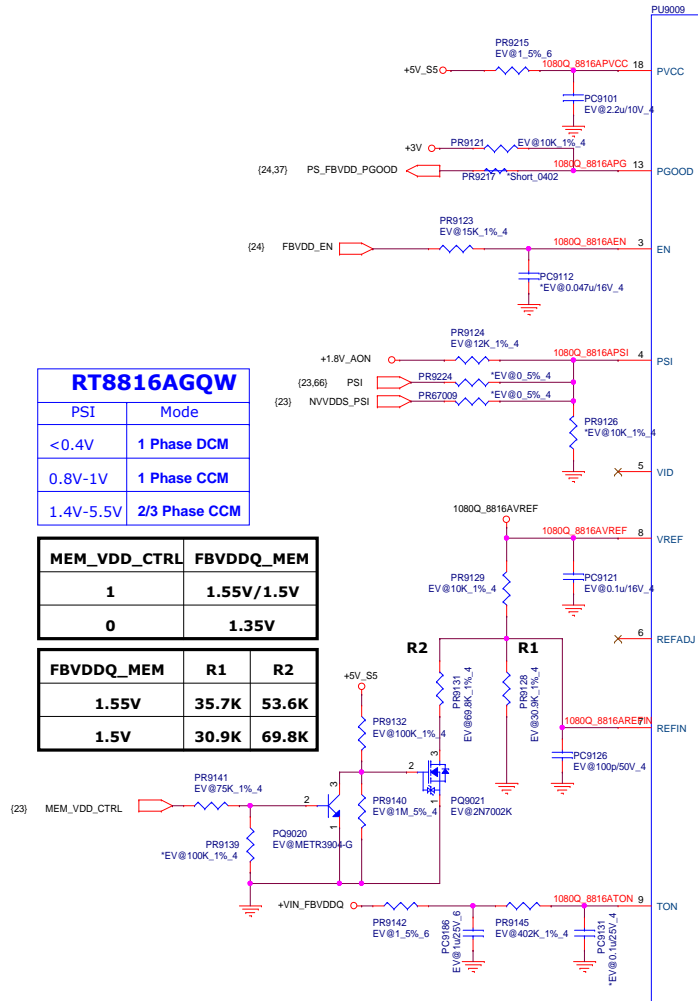 PU9009
PR9215
EV@1_5%_6
+5V_S5
1080Q_8816APVCC
18
PVCC
PC9101
EV@2.2u/10V_4
+3V
PR9121
EV@10K_1%_4
1080Q_8816APG
13
PGOOD
{24,37}
PS_FBVDD_PGOOD
PR9217
*Short_0402
PR9123
EV@15K_1%_4
{24}
FBVDD_EN
1080Q_8816AEN
3
EN
PC9112
*EV@0.047u/16V_4
PR9124
EV@12K_1%_4
+1.8V_AON
1080Q_8816APSI
4
PSI
{23,66}
PSI
PR9224
*EV@0_5%_4
{23}
NVVDDS_PSI
PR67009
*EV@0_5%_4
PR9126
*EV@10K_1%_4
RT8816AGQW
PSI Mode
<0.4V 1 Phase DCM
0.8V-1V 1 Phase CCM
1.4V-5.5V 2/3 Phase CCM
5
VID
1080Q_8816AVREF
1080Q_8816AVREF
8
VREF
PR9129
EV@10K_1%_4
PC9121
EV@0.1u/16V_4
MEM_VDD_CTRL FBVDDQ_MEM
1 1.55V/1.5V
0 1.35V
6
REFADJ
R2
R1
FBVDDQ_MEM R1 R2
1.55V 35.7K 53.6K
1.5V 30.9K 69.8K
+5V_S5
PR9131
EV@69.8K_1%_4
PR9128
EV@30.9K_1%_4
1080Q_8816AREFIN
7
REFIN
PR9132
EV@100K_1%_4
PC9126
EV@100p/50V_4
3
2
1
PQ9021
EV@2N7002K
PR9141
EV@75K_1%_4
{23}
MEM_VDD_CTRL
2
3
1
PR9140
EV@1M_5%_4
PR9139
*EV@100K_1%_4
PQ9020
EV@METR3904-G
+VIN_FBVDDQ
PR9142
EV@1_5%_6
PC9186
EV@1u/25V_6
PR9145
EV@402K_1%_4
1080Q_8816ATON
9
TON
PC9131
*EV@0.1u/25V_4